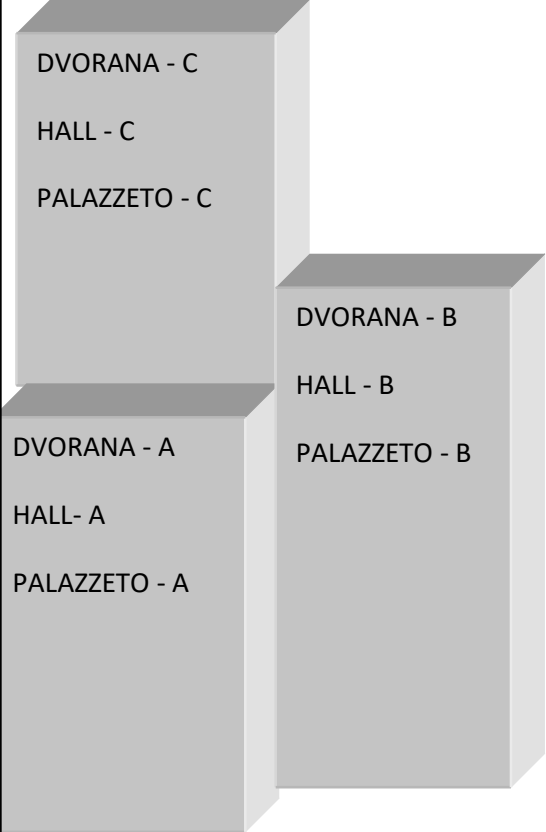 DVORANA - C
HALL - C
PALAZZETO - C
DVORANA - B
HALL - B
PALAZZETO - B
DVORANA - A
HALL- A
PALAZZETO - A